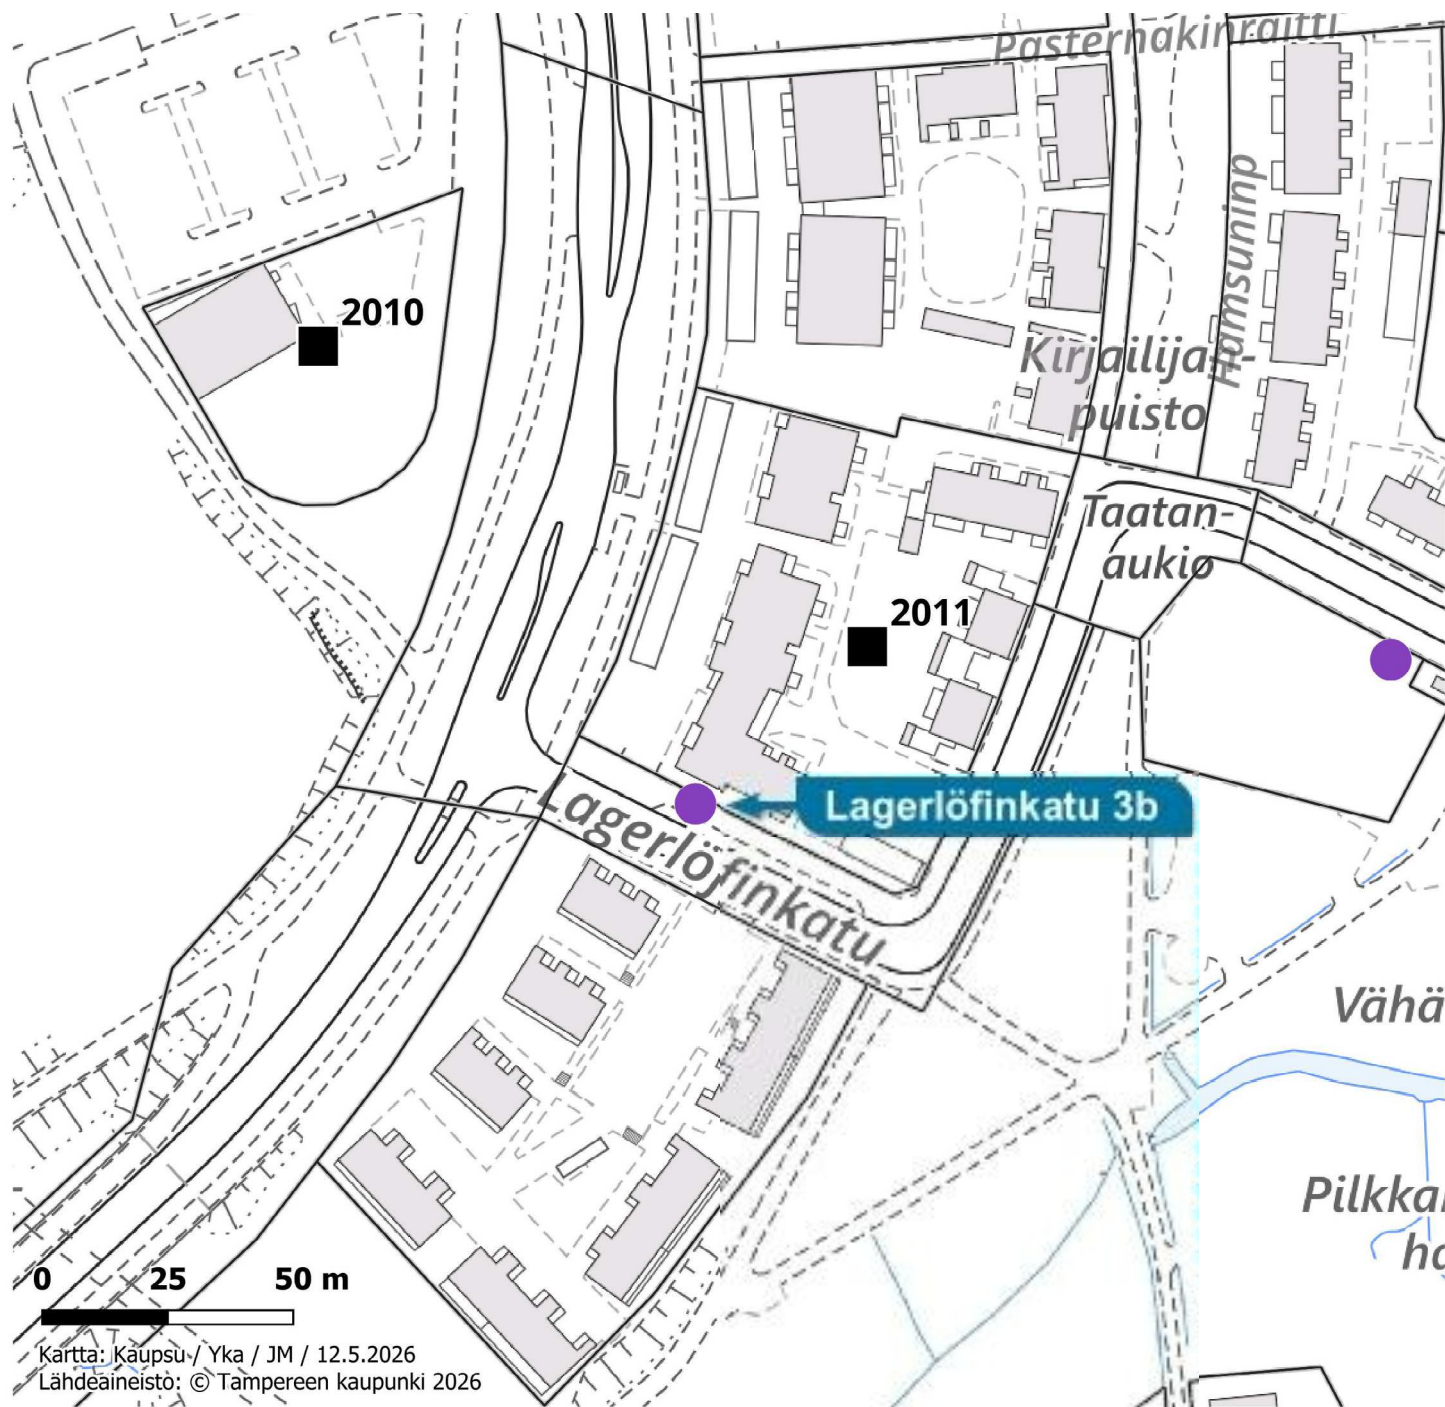 Pasternakinraitti
Hamsuninp
2010
Kirjailijan-
puisto
Taatan-
aukio
2011
Lagerlöfinkatu 3b
Lagerlöfinkatu
Vähä
Pilkka
ha
0 25 50 m
Kartta: Kaupsu / Yka / JM / 12.5.2026
Lähdeaineisto: © Tampereen kaupunki 2026